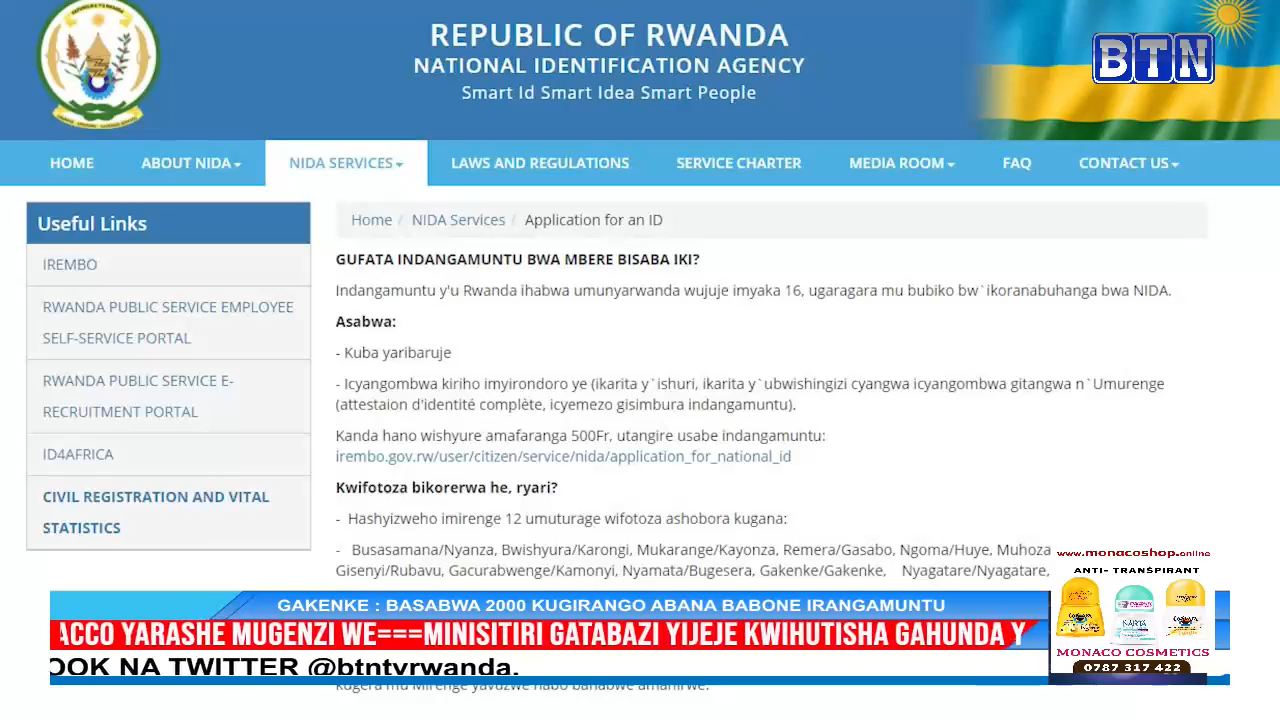 REPUBLIC OF RWANDA
NATIONAL IDENTIFICATION AGENCY
Smart Id Smart Idea Smart People
BTN
HOME ABOUT NIDA NIDA SERVICES LAWS AND REGULATIONS SERVICE CHARTER MEDIA ROOM FAQ CONTACT US
Useful Links
IREMBO
RWANDA PUBLIC SERVICE EMPLOYEE
SELF-SERVICE PORTAL
RWANDA PUBLIC SERVICE E-
RECRUITMENT PORTAL
ID4AFRICA
CIVIL REGISTRATION AND VITAL
STATISTICS
Home / NIDA Services / Application for an ID
GUFATA INDANGAMUNTU BWA MBERE BISABA IKI?
Indangamuntu y'u Rwanda ihabwa umunyarwanda wujuje imyaka 16, ugaragara mu bubiko bw`ikoranabuhanga bwa NIDA.
Asabwa:
- Kuba yaribaruje
- Icyangombwa kiriho imyirondoro ye (ikarita y`ishuri, ikarita y`ubwishingizi cyangwa icyangombwa gitangwa n`Umurenge
(attestaion d'identité complète, icyemezo gisimbura indangamuntu).
Kanda hano wishyure amafaranga 500Fr, utangire usabe indangamuntu:
irembo.gov.rw/user/citizen/service/nida/application_for_national_id
Kwifotoza bikorerwa he, ryari?
- Hashyizweho imirenge 12 umuturage wifotoza ashobora kugana:
- Busasamana/Nyanza, Bwishyura/Karongi, Mukarange/Kayonza, Remera/Gasabo, Ngoma/Huye, Muhoza
Gisenyi/Rubavu, Gacurabwenge/Kamonyi, Nyamata/Bugesera, Gakenke/Gakenke, Nyagatare/Nyagatare,
GAKENKE : BASABWA 2000 KUGIRANGO ABANA BABONE IRANGAMUNTU
ACCO YARASHE MUGENZI WE===MINISITIRI GATABAZI YIJEJE KWIHUTISHA GAHUNDA Y
OOK NA TWITTER @btntvrwanda.
www.monacoshop.online
ANTI- TRANSPIRANT
MONACO COSMETICS
0787 317 422